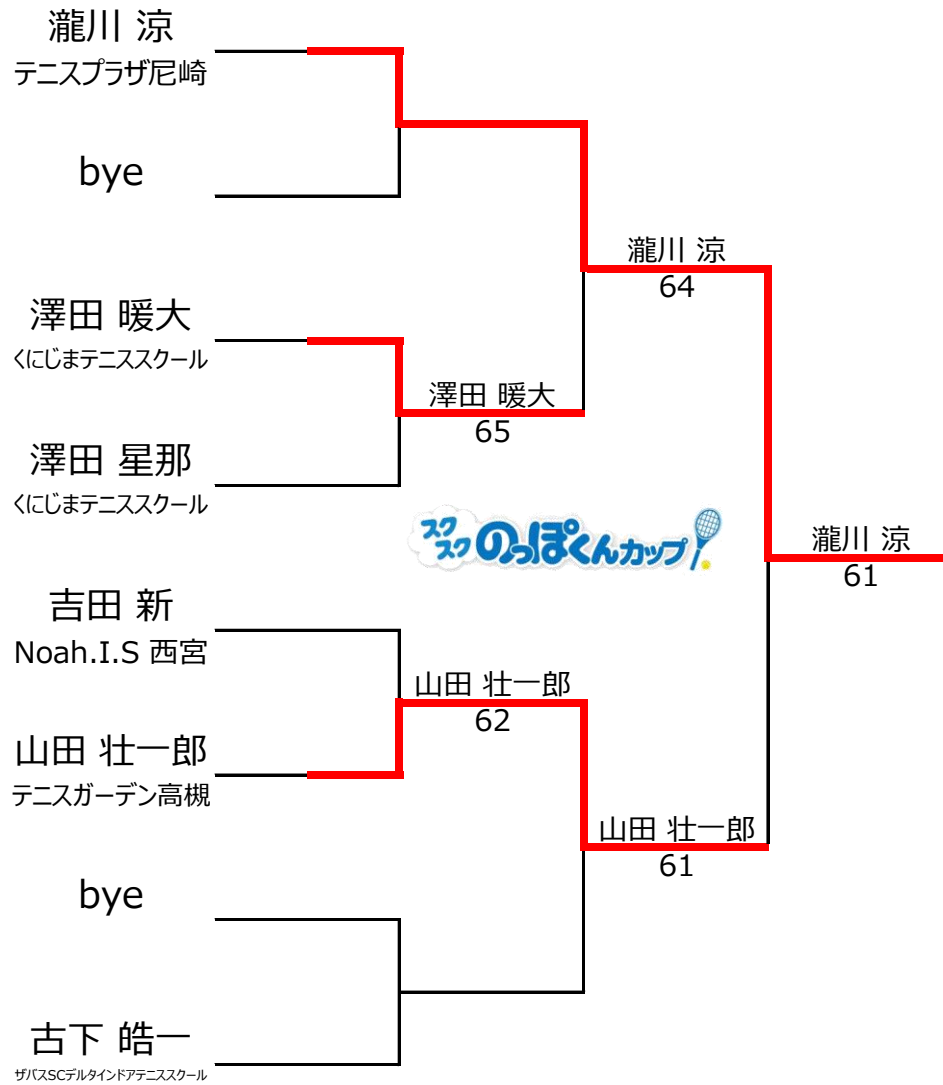 瀧川 涼
テニスプラザ尼崎
bye
瀧川 涼
64
澤田 暖大
くにじまテニススクール
澤田 暖大
65
澤田 星那
くにじまテニススクール
スクスク のっぽくんカップ
瀧川 涼
61
吉田 新
Noah.I.S 西宮
山田 壮一郎
62
山田 壮一郎
テニスガーデン高槻
山田 壮一郎
61
bye
古下 皓一
ザバスSCデルタインドアテニススクール